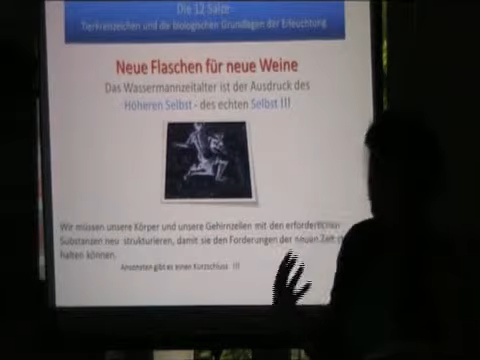 Die 12 Salze
Tierkreiszeichen und die biologischen Grundlagen der Erleuchtung
Neue Flaschen für neue Weine
Das Wassermannzeitalter ist der Ausdruck des
Höheren Selbst - des echten Selbst !!!
Wir müssen unsere Körper und unsere Gehirnzellen mit den erforderlichen
Substanzen neu strukturieren, damit sie den Forderungen der neuen Zeit
halten können.
Ansonsten gibt es einen Kurzschluss !!!